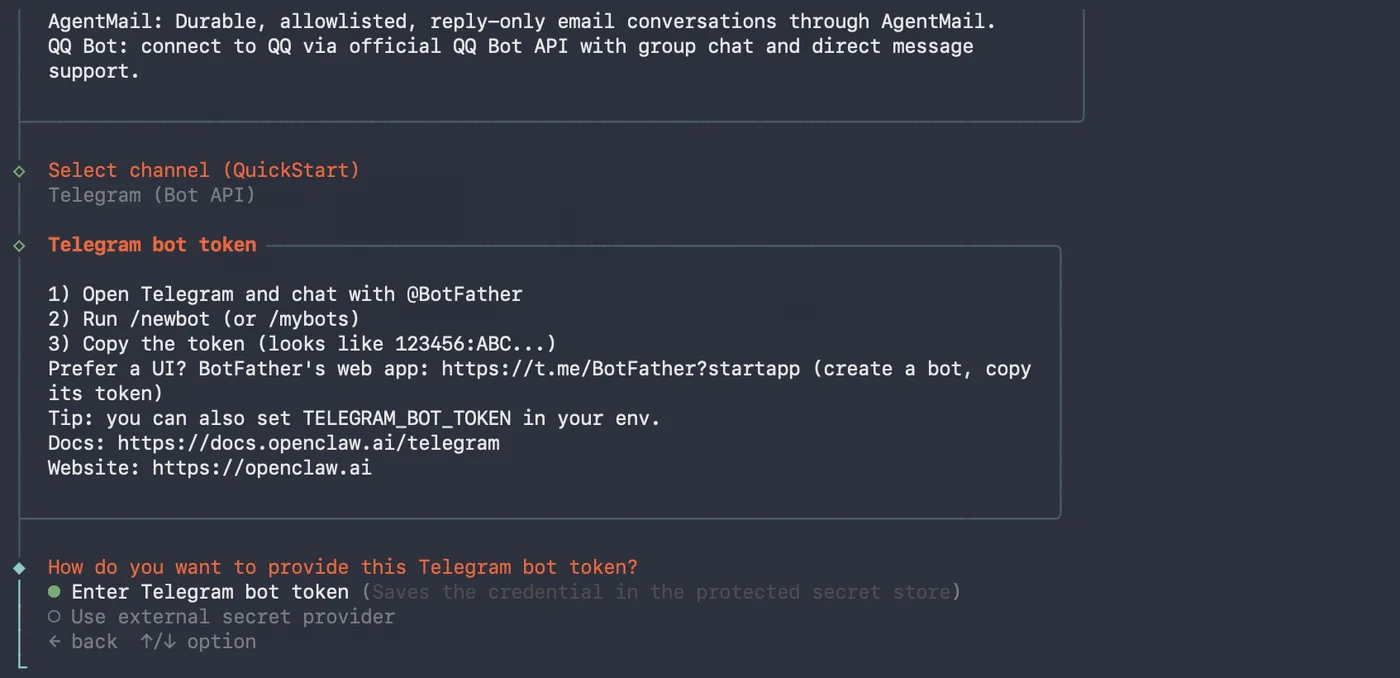 AgentMail: Durable, allowlisted, reply-only email conversations through AgentMail.
QQ Bot: connect to QQ via official QQ Bot API with group chat and direct message
support.
Select channel (QuickStart)
Telegram (Bot API)
Telegram bot token
1) Open Telegram and chat with @BotFather
2) Run /newbot (or /mybots)
3) Copy the token (looks like 123456:ABC...)
Prefer a UI? BotFather's web app: https://t.me/BotFather?startapp (create a bot, copy
its token)
Tip: you can also set TELEGRAM_BOT_TOKEN in your env.
Docs: https://docs.openclaw.ai/telegram
Website: https://openclaw.ai
How do you want to provide this Telegram bot token?
● Enter Telegram bot token (Saves the credential in the protected secret store)
○ Use external secret provider
← back ↑/↓ option